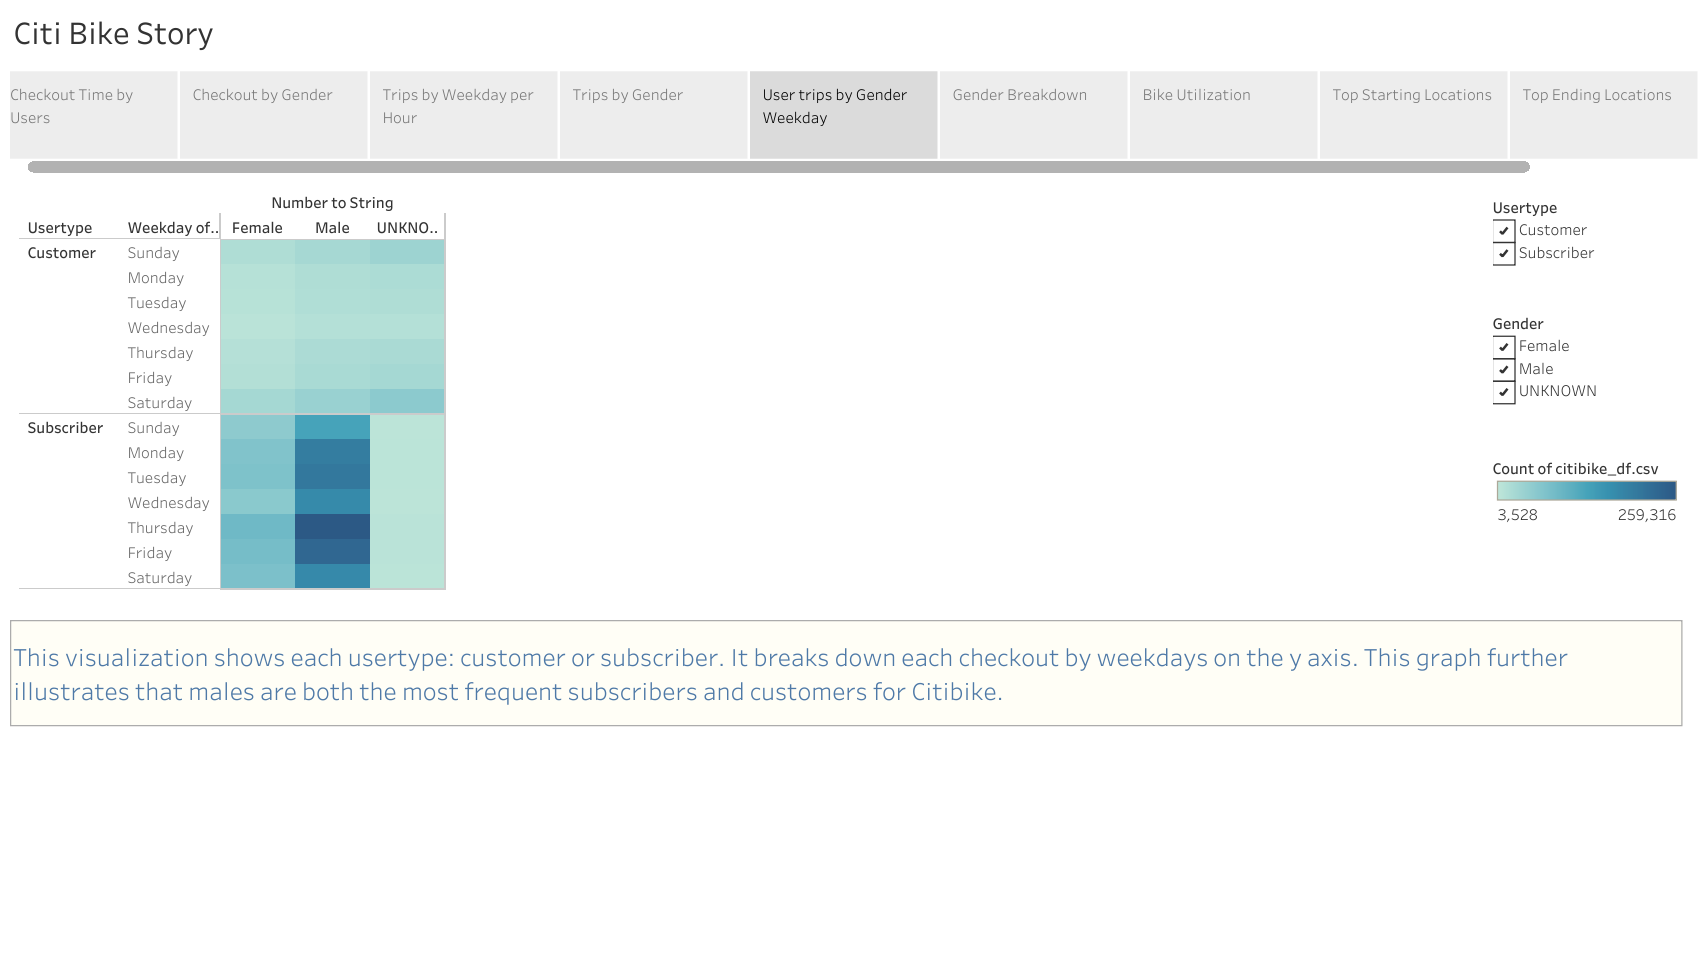 Citi Bike Story
Checkout Time by
Users
Checkout by Gender
Trips by Weekday per
Hour
Trips by Gender
User trips by Gender
Weekday
Gender Breakdown
Bike Utilization
Top Starting Locations
Top Ending Locations
Number to String
Usertype Weekday of.. Female Male UNKNO..
Customer Sunday
Monday
Tuesday
Wednesday
Thursday
Friday
Saturday
Subscriber Sunday
Monday
Tuesday
Wednesday
Thursday
Friday
Saturday
Usertype
Customer
Subscriber
Gender
Female
Male
UNKNOWN
Count of citibike_df.csv
3,528 259,316
This visualization shows each usertype: customer or subscriber. It breaks down each checkout by weekdays on the y axis. This graph further
illustrates that males are both the most frequent subscribers and customers for Citibike.